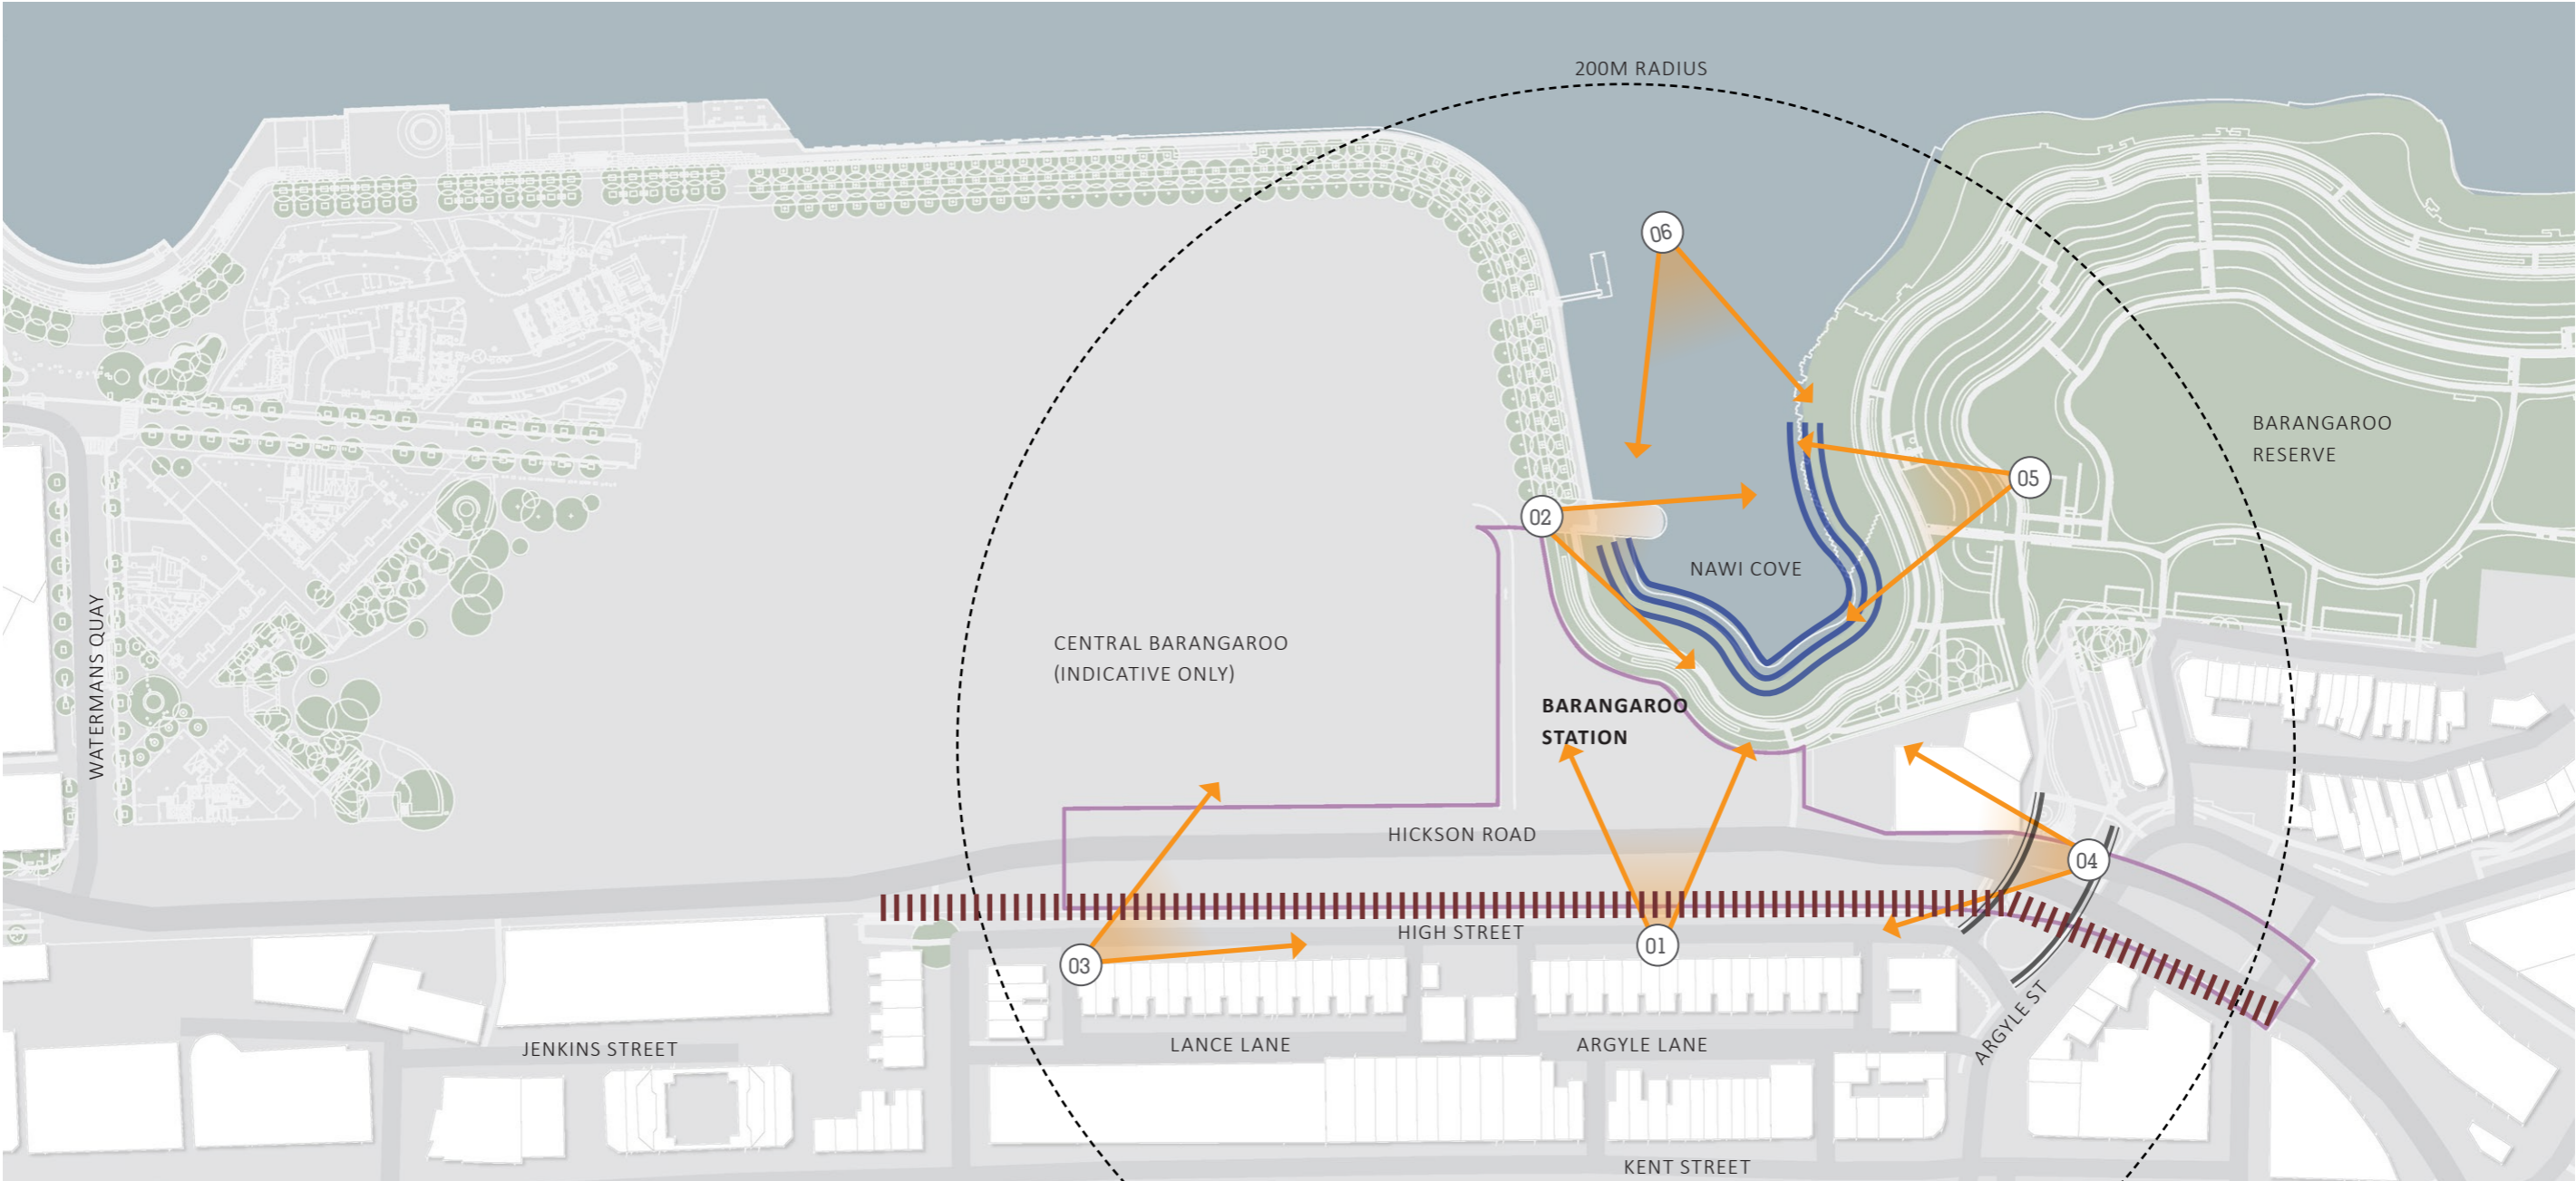 200M RADIUS
06
BARANGAROO
RESERVE
05
02
NAWI COVE
WATERMANS QUAY
CENTRAL BARANGAROO
(INDICATIVE ONLY)
BARANGAROO
STATION
HICKSON ROAD
04
HIGH STREET
01
03
ARGYLE ST
JENKINS STREET
LANCE LANE
ARGYLE LANE
KENT STREET